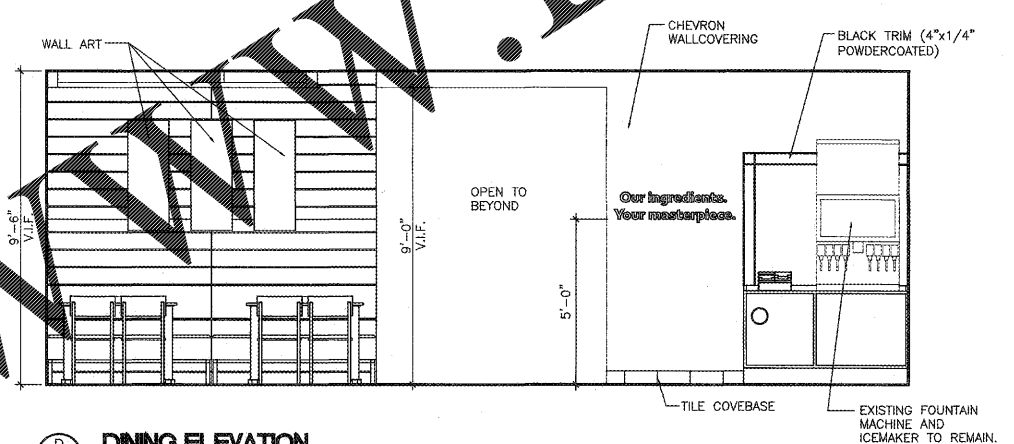 CHEVRON
WALLCOVERING
WALL ART
BLACK TRIM (4"x1/4"
POWDERCOATED)
9'-6"
V.I.F.
9'-0"
V.I.F.
OPEN TO
BEYOND
Our ingredients.
Your masterpiece.
5'-0"
TILE COVEBASE
EXISTING FOUNTAIN
MACHINE AND
ICEMAKER TO REMAIN.
DINING ELEVATION
WWW.